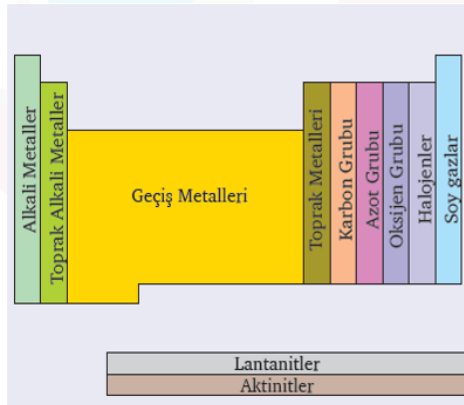 Alkali Metaller
Toprak Alkali Metaller
Geçiş Metalleri
Toprak Metalleri
Karbon Grubu
Azot Grubu
Oksijen Grubu
Halojenler
Soy gazlar
Lantanitler
Aktinitler